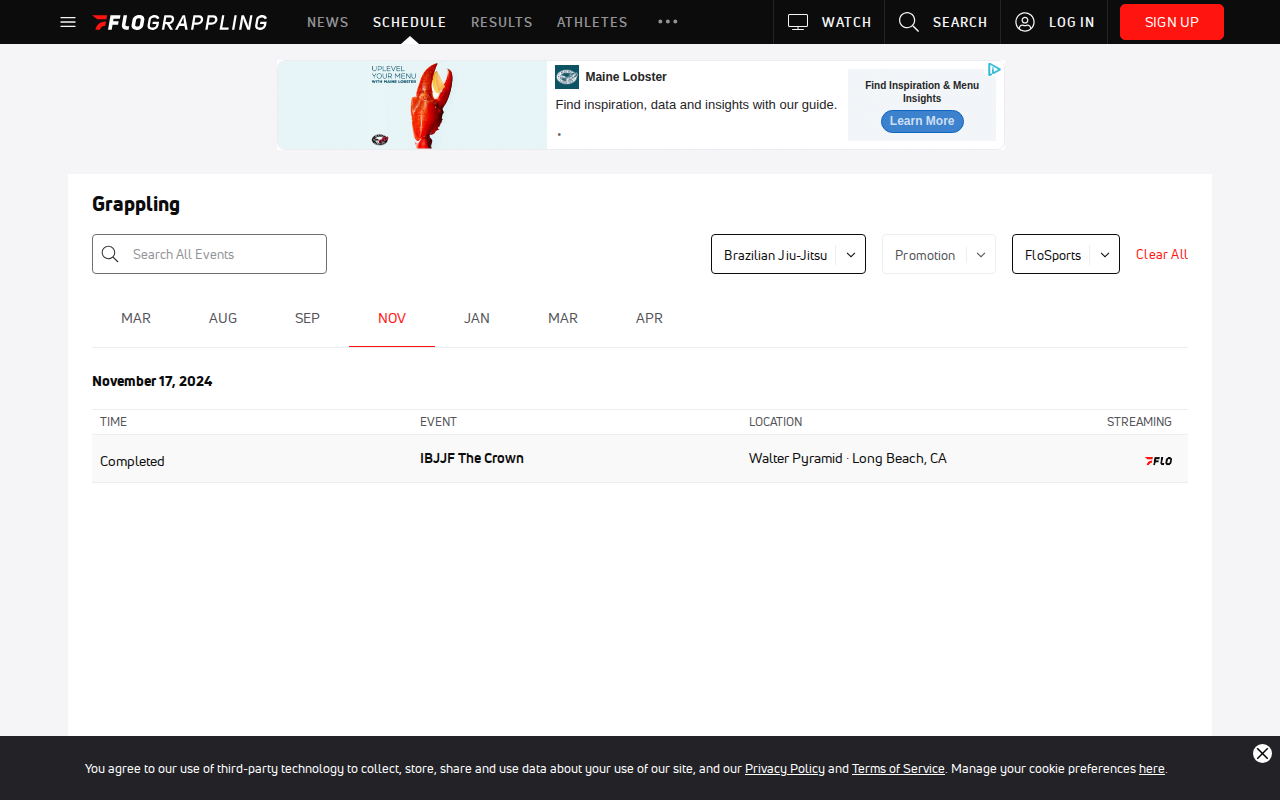 FLOGRAPPLING NEWS SCHEDULE RESULTS ATHLETES ••• WATCH SEARCH LOG IN SIGN UP
UPLEVEL
YOUR MENU
WITH MAINE LOBSTER
Maine Lobster
Find inspiration, data and insights with our guide.
Find Inspiration & Menu
Insights
Learn More
Grappling
Search All Events Brazilian Jiu-Jitsu Promotion FloSports Clear All
MAR AUG SEP NOV JAN MAR APR
November 17, 2024
TIME EVENT LOCATION STREAMING
Completed IBJJF The Crown Walter Pyramid · Long Beach, CA FLO
You agree to our use of third-party technology to collect, store, share and use data about your use of our site, and our Privacy Policy and Terms of Service. Manage your cookie preferences here.